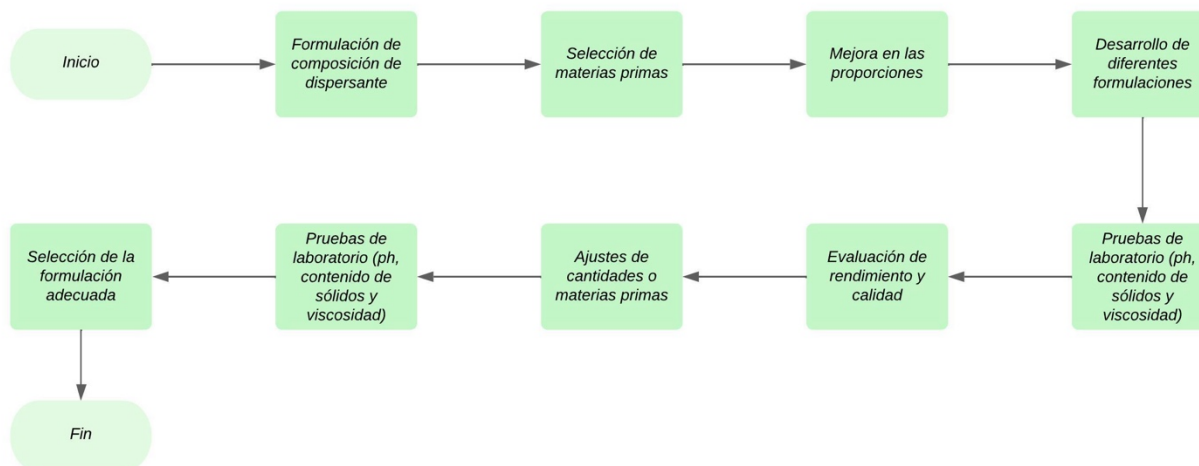 Inicio
Formulación de
composición de
dispersante
Selección de
materias primas
Mejora en las
proporciones
Desarrollo de
diferentes
formulaciones
Pruebas de
laboratorio (ph,
contenido de
sólidos y
viscosidad)
Evaluación de
rendimiento y
calidad
Ajustes de
cantidades o
materias primas
Pruebas de
laboratorio (ph,
contenido de
sólidos y
viscosidad)
Selección de la
formulación
adecuada
Fin